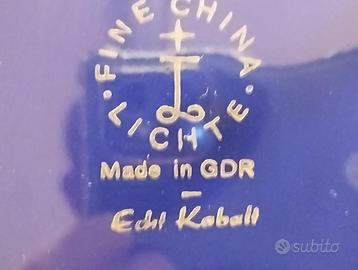 FINE CHINA
LICHTE
Made in GDR
Echt Kobalt
subito